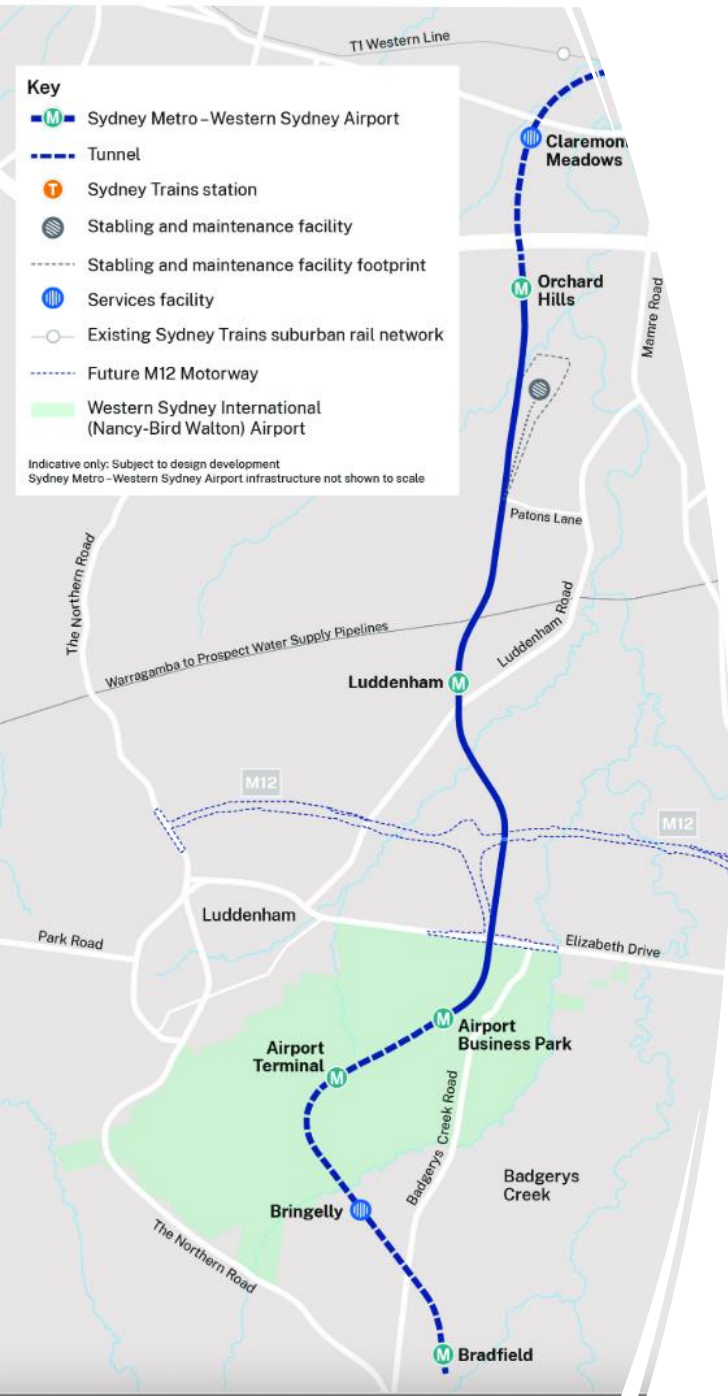 T1 Western Line
Key
M Sydney Metro – Western Sydney Airport
Tunnel
T Sydney Trains station
Stabling and maintenance facility
Stabling and maintenance facility footprint
Services facility
Existing Sydney Trains suburban rail network
Future M12 Motorway
Western Sydney International
(Nancy-Bird Walton) Airport
Indicative only: Subject to design development
Sydney Metro – Western Sydney Airport infrastructure not shown to scale
Claremon
Meadows
M Orchard
Hills
Mamre Road
Patons Lane
The Northern Road
Warragamba to Prospect Water Supply Pipelines
Luddenham Road
Luddenham M
M12
M12
Luddenham
Park Road
Elizabeth Drive
M Airport
Business Park
Airport
Terminal M
Badgerys Creek Road
Badgerys
Creek
Bringelly
The Northern Road
M Bradfield